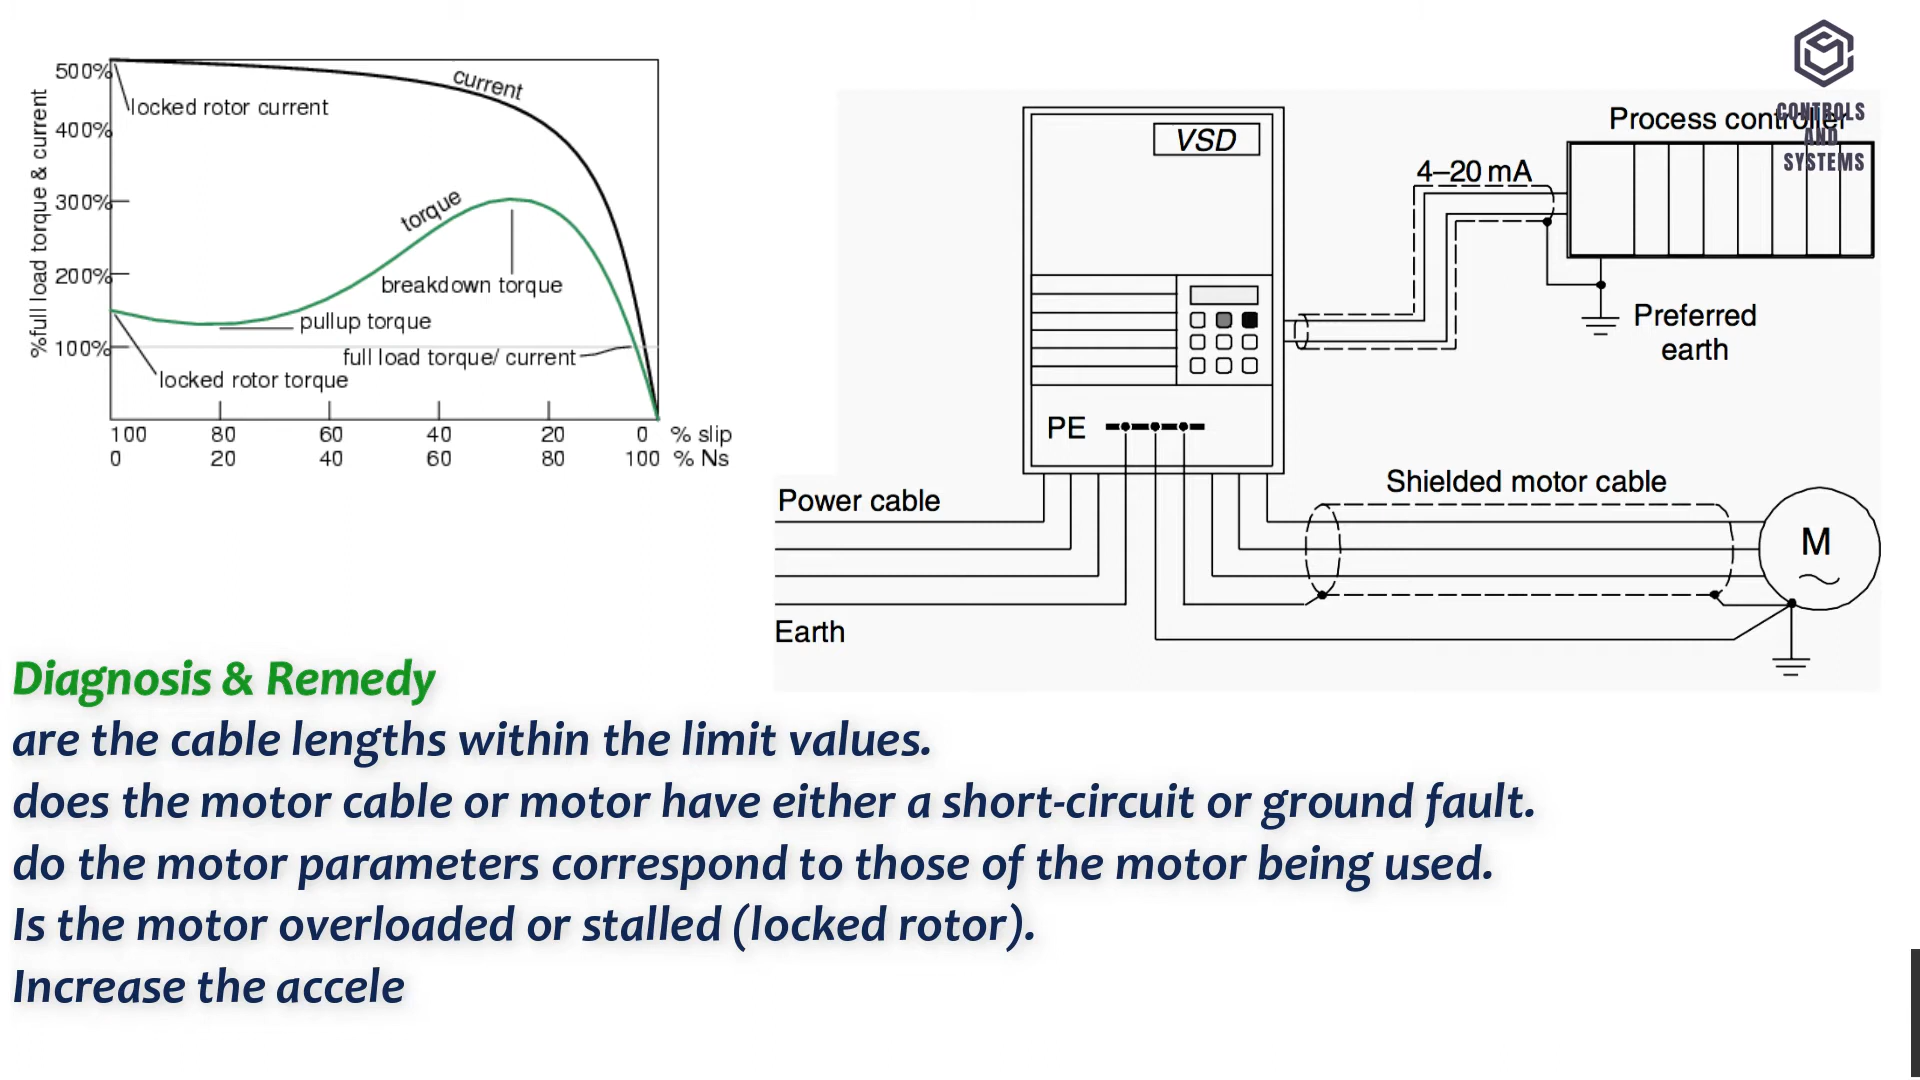 500%
400%
300%
200%
100%
%full load torque & current
current
locked rotor current
torque
breakdown torque
pullup torque
full load torque/ current
locked rotor torque
100 80 60 40 20 0 % slip
0 20 40 60 80 100 % Ns
VSD
PE
4–20 mA
Process controller
CONTROLS
AND
SYSTEMS
Preferred
earth
Power cable
Shielded motor cable
M
Earth
Diagnosis & Remedy
are the cable lengths within the limit values.
does the motor cable or motor have either a short-circuit or ground fault.
do the motor parameters correspond to those of the motor being used.
Is the motor overloaded or stalled (locked rotor).
Increase the accele